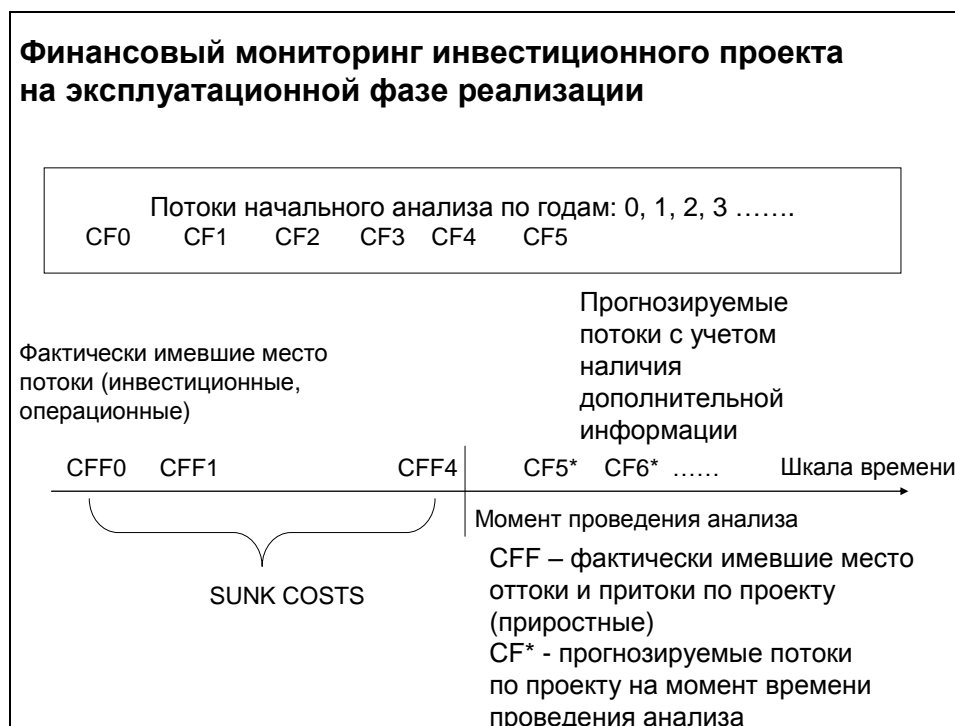 Финансовый мониторинг инвестиционного проекта
на эксплуатационной фазе реализации
Потоки начального анализа по годам: 0, 1, 2, 3 …….
CF0 CF1 CF2 CF3 CF4 CF5
Фактически имевшие место
потоки (инвестиционные,
операционные)
Прогнозируемые
потоки с учетом
наличия
дополнительной
информации
CFF0 CFF1 CFF4 CF5* CF6* …… Шкала времени
Момент проведения анализа
SUNK COSTS
CFF – фактически имевшие место
оттоки и притоки по проекту
(приростные)
CF* - прогнозируемые потоки
по проекту на момент времени
проведения анализа